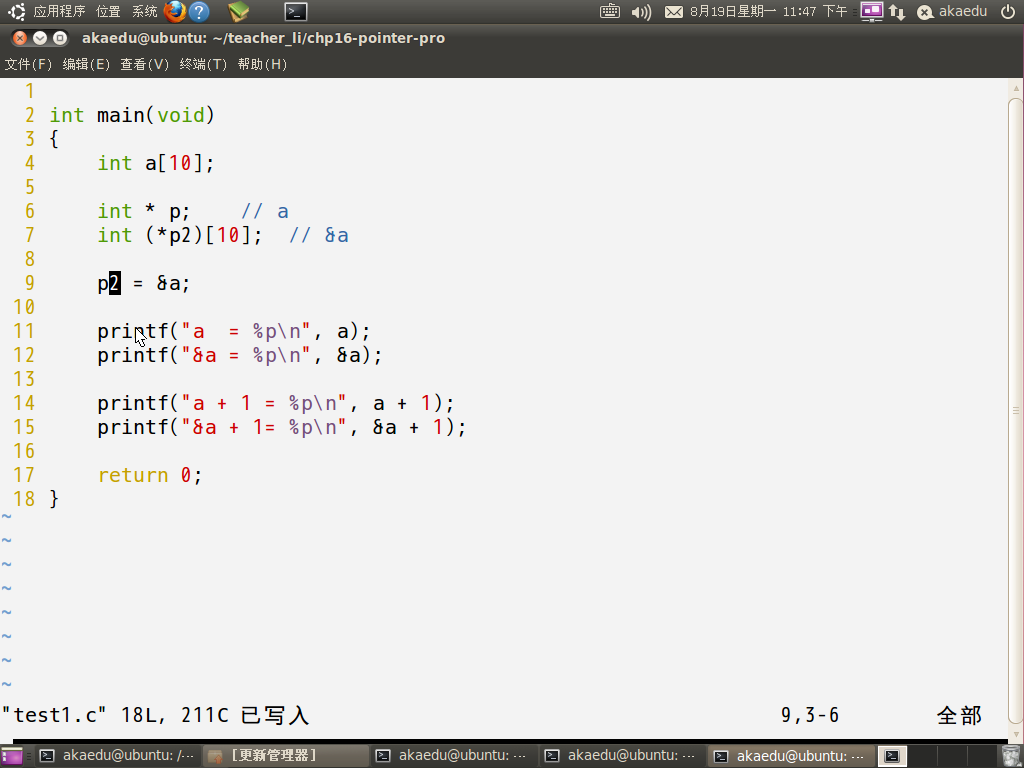 应用程序 位置 系统 8月19日星期一 11:47 下午 akaedu
akaedu@ubuntu: ~/teacher_li/chp16-pointer-pro
文件(F) 编辑(E) 查看(V) 终端(T) 帮助(H)
1
2 int main(void)
3 {
4     int a[10];
5
6     int * p;    // a
7     int (*p2)[10];  // &a
8
9     p2 = &a;
10
11     printf("a  = %p\n", a);
12     printf("&a = %p\n", &a);
13
14     printf("a + 1 = %p\n", a + 1);
15     printf("&a + 1= %p\n", &a + 1);
16
17     return 0;
18 }
~
~
~
~
~
~
~
~
"test1.c" 18L, 211C 已写入 9,3-6 全部
akaedu@ubuntu: /··· [更新管理器] akaedu@ubuntu: ··· akaedu@ubuntu: ··· akaedu@ubuntu: ···